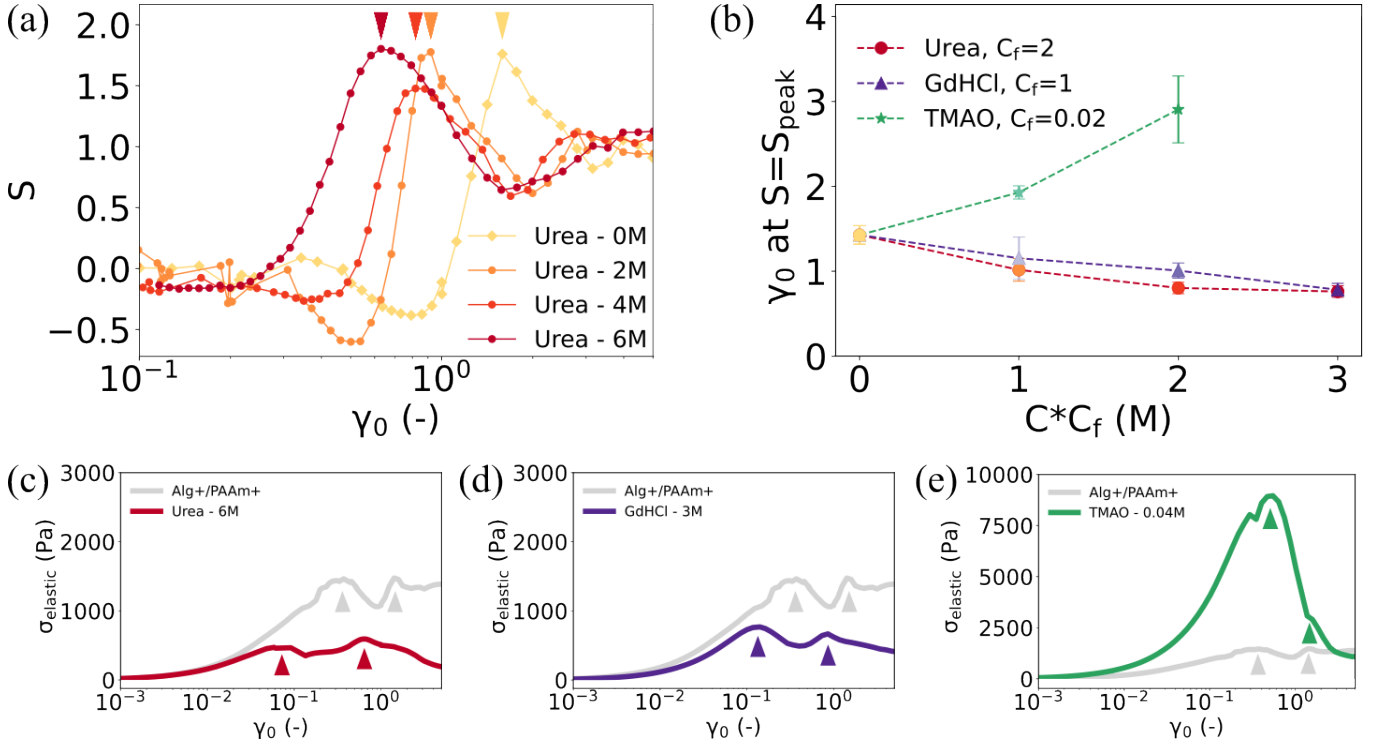 (a)
S
2.0
1.5
1.0
0.5
0.0
−0.5
Urea - 0M
Urea - 2M
Urea - 4M
Urea - 6M
10⁻¹ 10⁰
γ₀ (-)
(b)
γ₀ at S=S_peak
4
3
2
1
0
Urea, C_f=2
GdHCl, C_f=1
TMAO, C_f=0.02
0 1 2 3
C*C_f (M)
(c)
σ_elastic (Pa)
3000
2000
1000
0
Alg+/PAAm+
Urea - 6M
10⁻³ 10⁻² 10⁻¹ 10⁰
γ₀ (-)
(d)
σ_elastic (Pa)
3000
2000
1000
0
Alg+/PAAm+
GdHCl - 3M
10⁻³ 10⁻² 10⁻¹ 10⁰
γ₀ (-)
(e)
σ_elastic (Pa)
10000
7500
5000
2500
0
Alg+/PAAm+
TMAO - 0.04M
10⁻³ 10⁻² 10⁻¹ 10⁰
γ₀ (-)